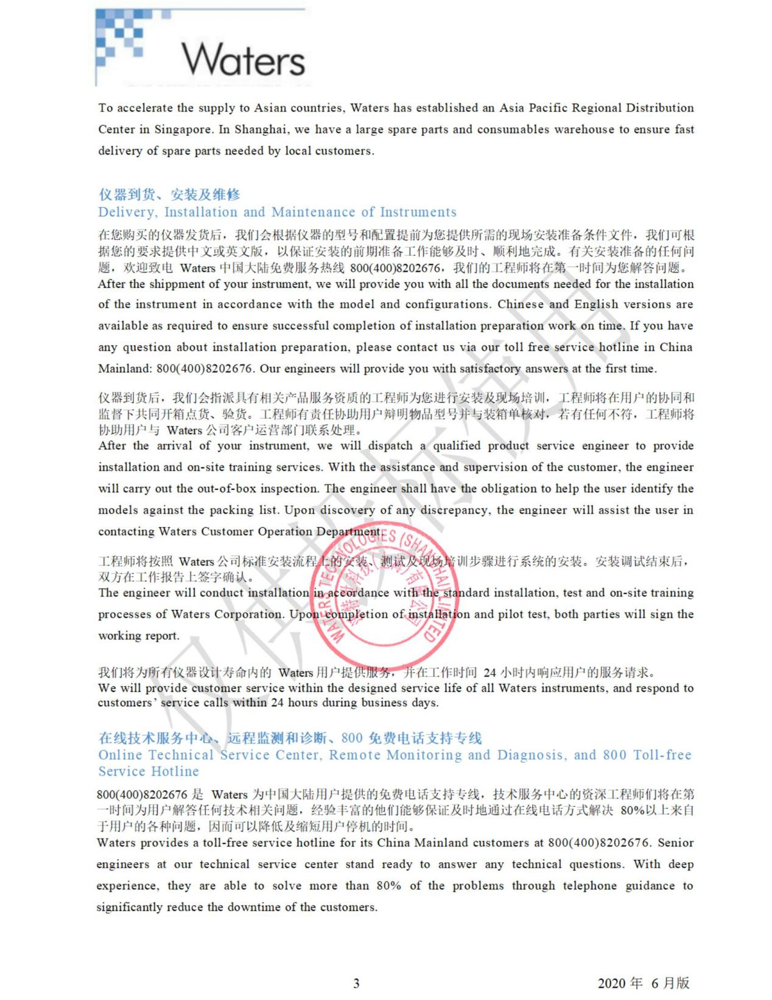 Waters
To accelerate the supply to Asian countries, Waters has established an Asia Pacific Regional Distribution
Center in Singapore. In Shanghai, we have a large spare parts and consumables warehouse to ensure fast
delivery of spare parts needed by local customers.
仪器到货、安装及维修
Delivery, Installation and Maintenance of Instruments
在您购买的仪器发货后，我们会根据仪器的型号和配置提前为您提供所需的现场安装准备条件文件，我们可根
据您的要求提供中文或英文版，以保证安装的前期准备工作能够及时、顺利地完成。有关安装准备的任何问
题，欢迎致电 Waters 中国大陆免费服务热线 800(400)8202676，我们的工程师将在第一时间为您解答问题。
After the shippment of your instrument, we will provide you with all the documents needed for the installation
of the instrument in accordance with the model and configurations. Chinese and English versions are
available as required to ensure successful completion of installation preparation work on time. If you have
any question about installation preparation, please contact us via our toll free service hotline in China
Mainland: 800(400)8202676. Our engineers will provide you with satisfactory answers at the first time.
仪器到货后，我们会指派具有相关产品服务资质的工程师为您进行安装及现场培训，工程师将在用户的协同和
监督下共同开箱点货、验货。工程师有责任协助用户辩明物品型号并与装箱单核对，若有任何不符，工程师将
协助用户与 Waters 公司客户运营部门联系处理。
After the arrival of your instrument, we will dispatch a qualified product service engineer to provide
installation and on-site training services. With the assistance and supervision of the customer, the engineer
will carry out the out-of-box inspection. The engineer shall have the obligation to help the user identify the
models against the packing list. Upon discovery of any discrepancy, the engineer will assist the user in
contacting Waters Customer Operation Department.
工程师将按照 Waters 公司标准安装流程上的安装、测试及现场培训步骤进行系统的安装。安装调试结束后，
双方在工作报告上签字确认。
The engineer will conduct installation in accordance with the standard installation, test and on-site training
processes of Waters Corporation. Upon completion of installation and pilot test, both parties will sign the
working report.
WATERS TECHNOLOGIES (SHANGHAI) LIMITED
沃特世科技(上海)有限公司
仅供投标使用
我们将为所有仪器设计寿命内的 Waters 用户提供服务，并在工作时间 24 小时内响应用户的服务请求。
We will provide customer service within the designed service life of all Waters instruments, and respond to
customers' service calls within 24 hours during business days.
在线技术服务中心、远程监测和诊断、800 免费电话支持专线
Online Technical Service Center, Remote Monitoring and Diagnosis, and 800 Toll-free
Service Hotline
800(400)8202676 是 Waters 为中国大陆用户提供的免费电话支持专线，技术服务中心的资深工程师们将在第
一时间为用户解答任何技术相关问题，经验丰富的他们能够保证及时地通过在线电话方式解决 80%以上来自
于用户的各种问题，因而可以降低及缩短用户停机的时间。
Waters provides a toll-free service hotline for its China Mainland customers at 800(400)8202676. Senior
engineers at our technical service center stand ready to answer any technical questions. With deep
experience, they are able to solve more than 80% of the problems through telephone guidance to
significantly reduce the downtime of the customers.
3
2020 年 6 月版